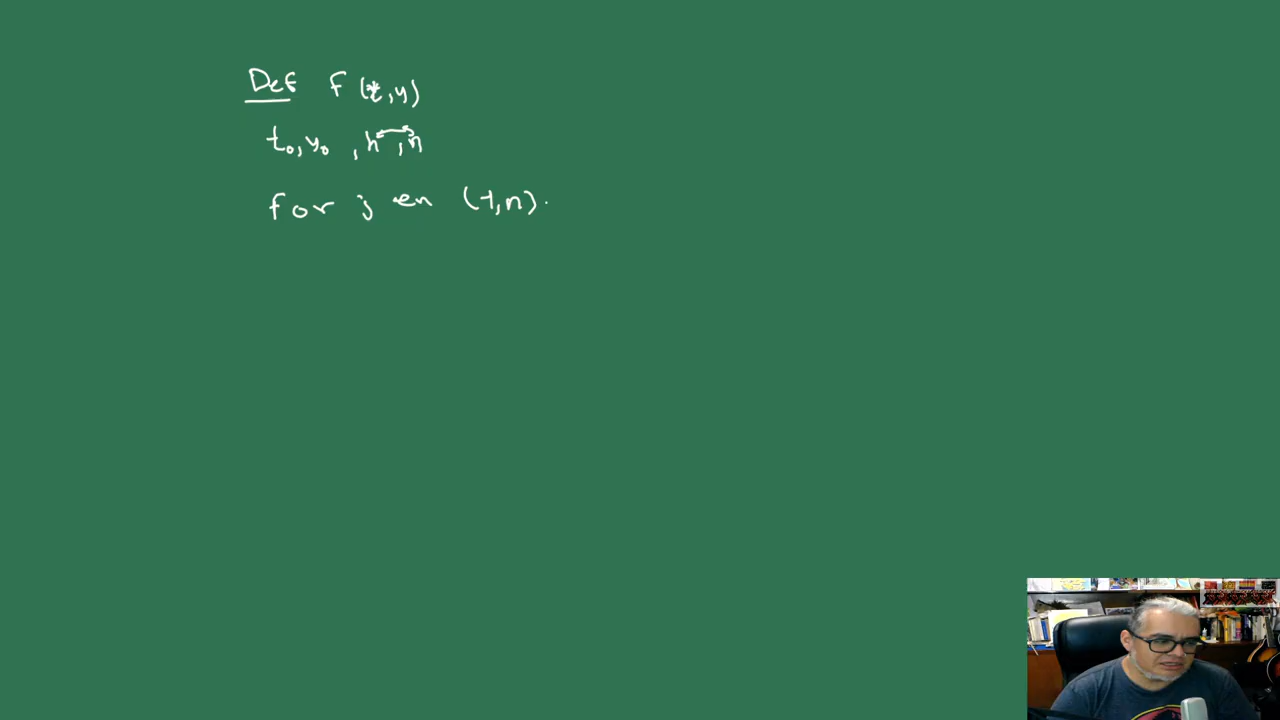 Def f(t,y)
t₀,y₀ ,h ,n
for j en (1,n).